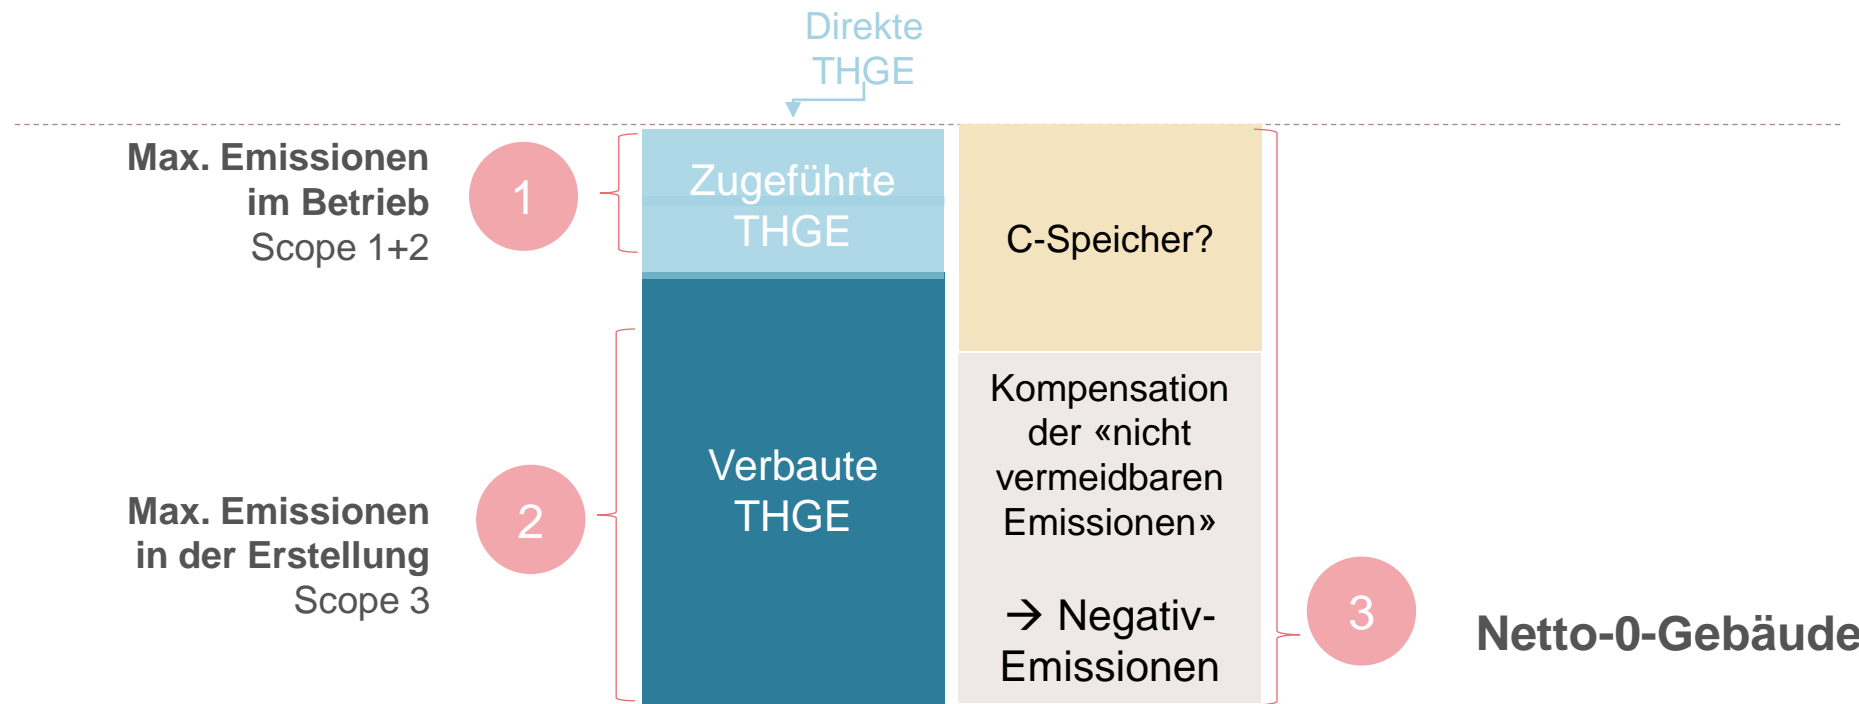 Direkte
THGE
Max. Emissionen
im Betrieb
Scope 1+2
1
Zugeführte
THGE
C-Speicher?
Max. Emissionen
in der Erstellung
Scope 3
2
Verbaute
THGE
Kompensation
der «nicht
vermeidbaren
Emissionen»
→ Negativ-
Emissionen
3
Netto-0-Gebäude